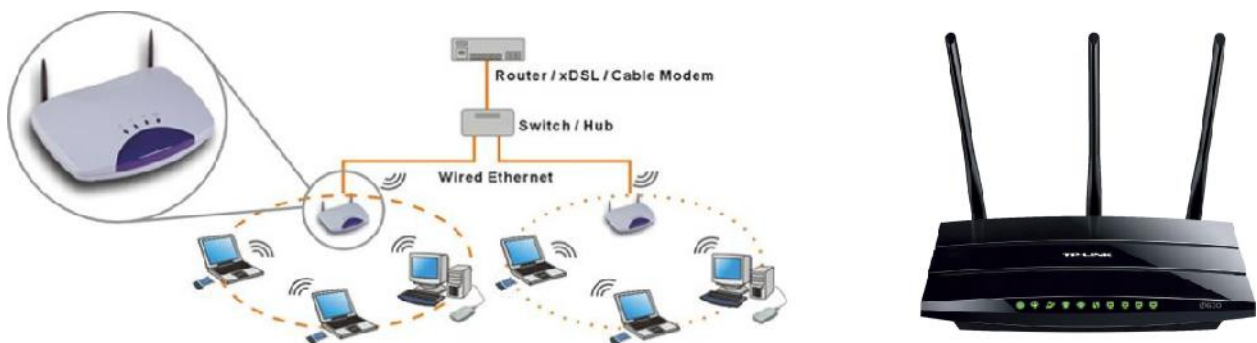 Router / xDSL / Cable Modem
Switch / Hub
Wired Ethernet
TP-LINK